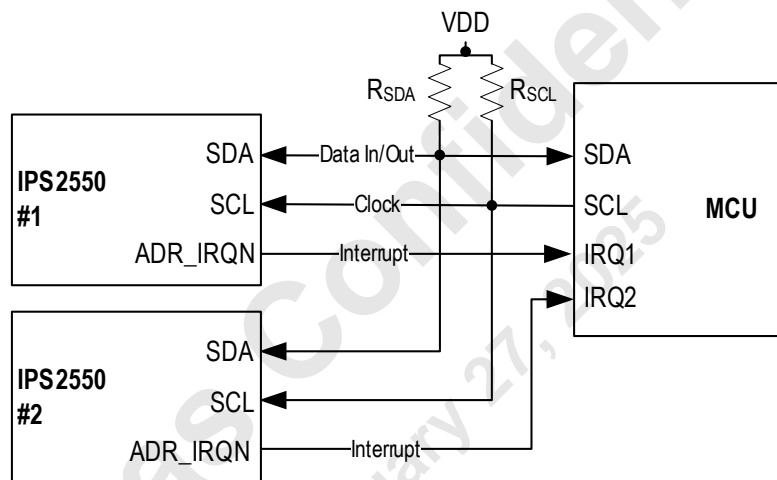 VDD
RSDA
RSCL
IPS2550
#1
SDA
Data In/Out
SDA
SCL
Clock
SCL
MCU
ADR_IRQN
Interrupt
IRQ1
IRQ2
IPS2550
#2
SDA
SCL
ADR_IRQN
Interrupt